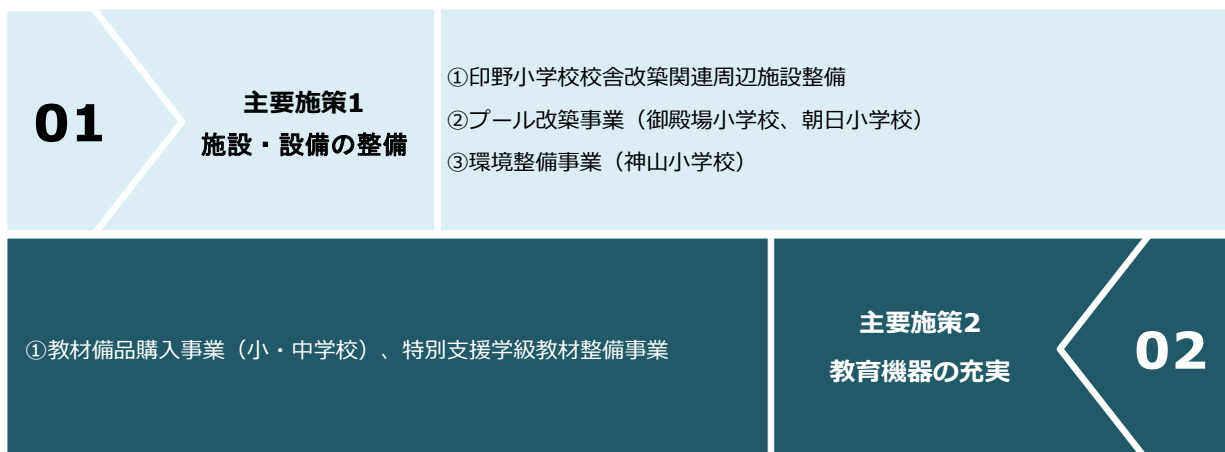 01
主要施策1
施設・設備の整備
①印野小学校校舎改築関連周辺施設整備
②プール改築事業（御殿場小学校、朝日小学校）
③環境整備事業（神山小学校）
①教材備品購入事業（小・中学校）、特別支援学級教材整備事業
主要施策2
教育機器の充実
02